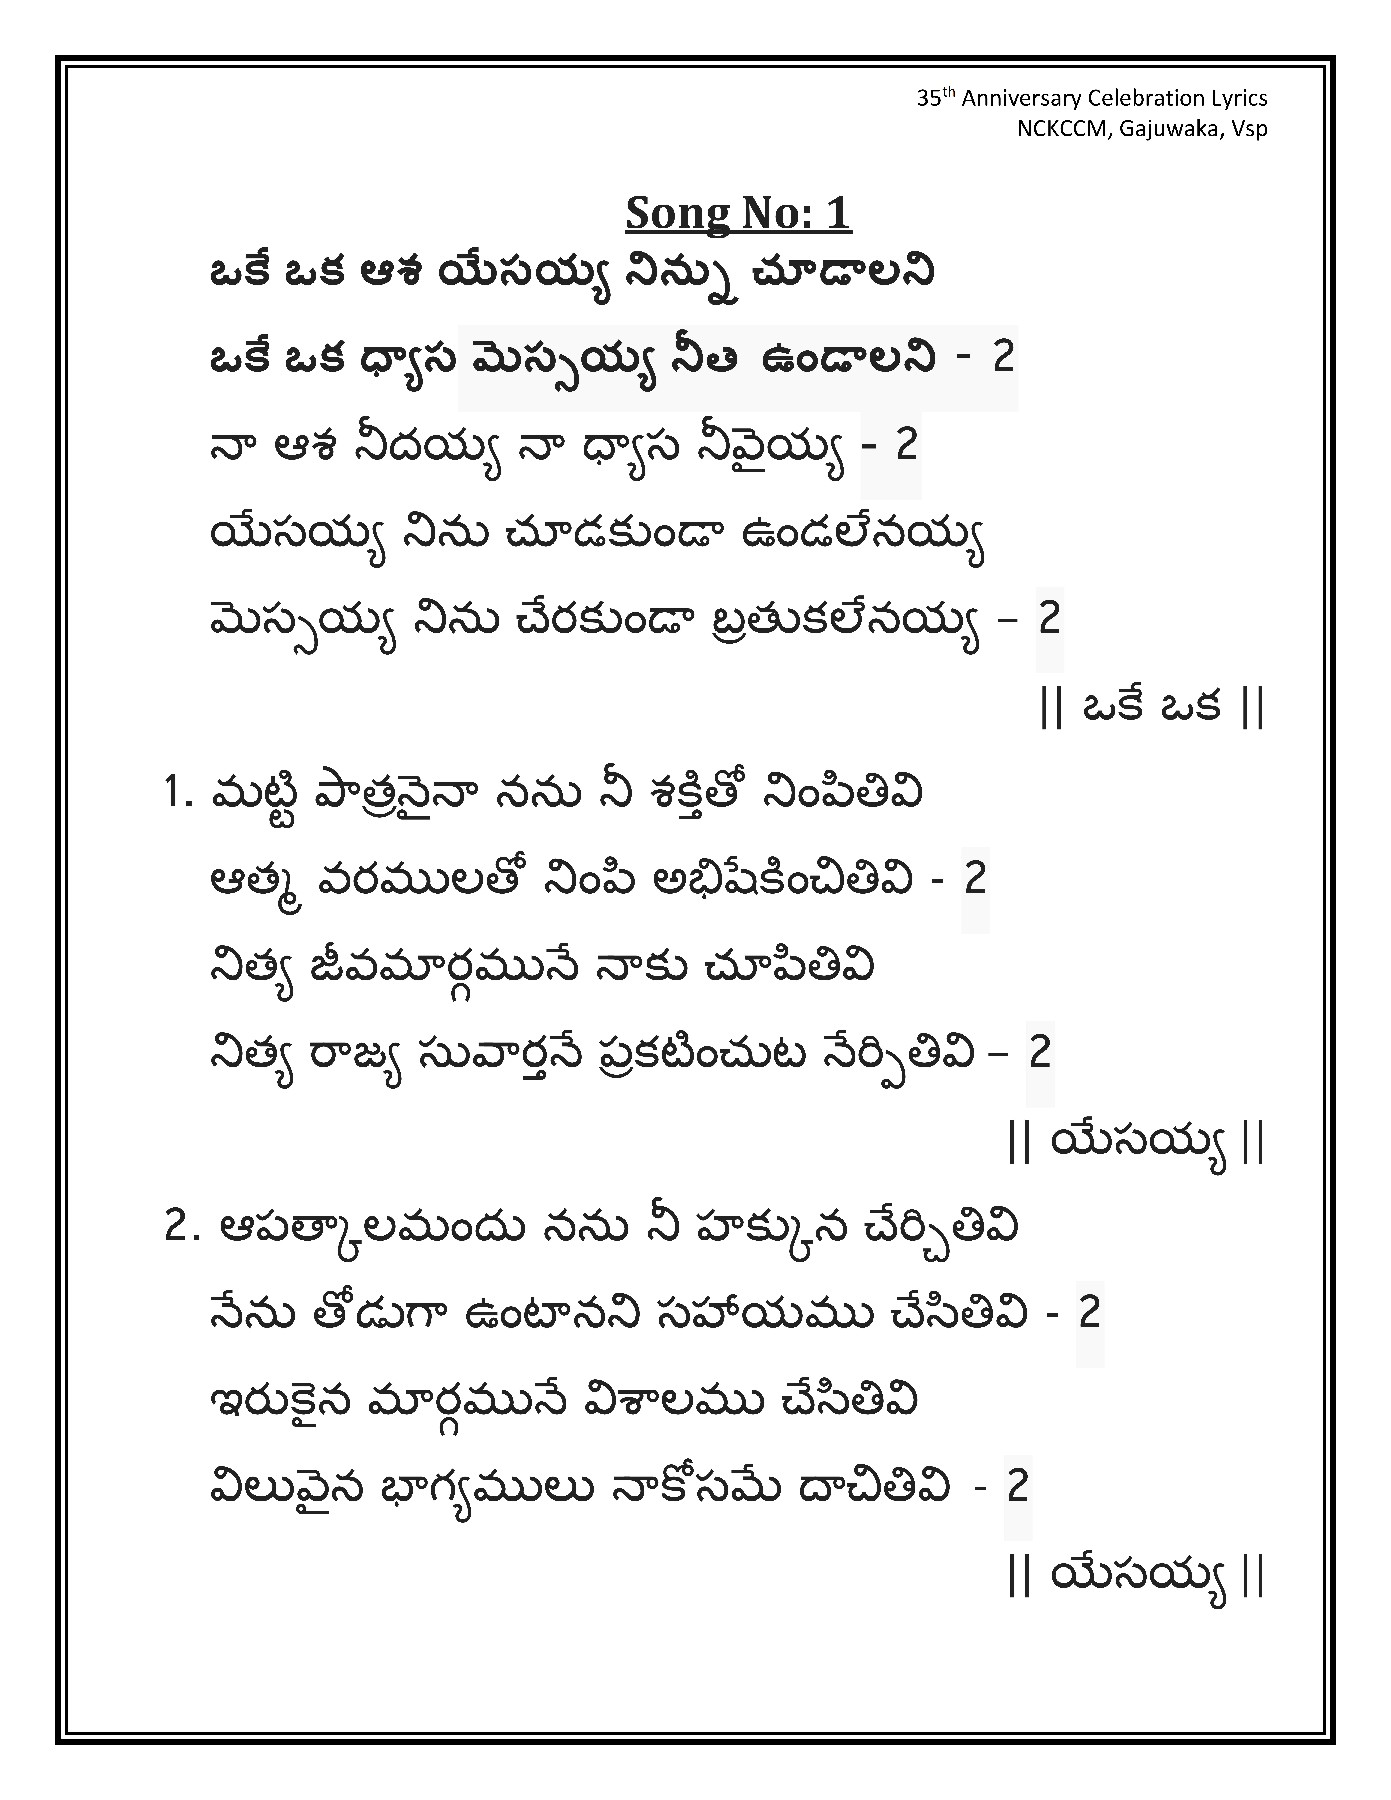 35th Anniversary Celebration Lyrics
NCKCCM, Gajuwaka, Vsp
Song No: 1
ఒకే ఒక ఆశ యేసయ్య నిన్ను చూడాలని
ఒకే ఒక ధ్యాస మెస్సయ్య నీత ఉండాలని - 2
నా ఆశ నీదయ్య నా ధ్యాస నీవైయ్య - 2
యేసయ్య నిను చూడకుండా ఉండలేనయ్య
మెస్సయ్య నిను చేరకుండా బ్రతుకలేనయ్య – 2
|| ఒకే ఒక ||
1. మట్టి పాత్రనైనా నను నీ శక్తితో నింపితివి
ఆత్మ వరములతో నింపి అభిషేకించితివి - 2
నిత్య జీవమార్గమునే నాకు చూపితివి
నిత్య రాజ్య సువార్తనే ప్రకటించుట నేర్పితివి – 2
|| యేసయ్య ||
2. ఆపత్కాలమందు నను నీ హక్కున చేర్చితివి
నేను తోడుగా ఉంటానని సహాయము చేసితివి - 2
ఇరుకైన మార్గమునే విశాలము చేసితివి
విలువైన భాగ్యములు నాకోసమే దాచితివి - 2
|| యేసయ్య ||